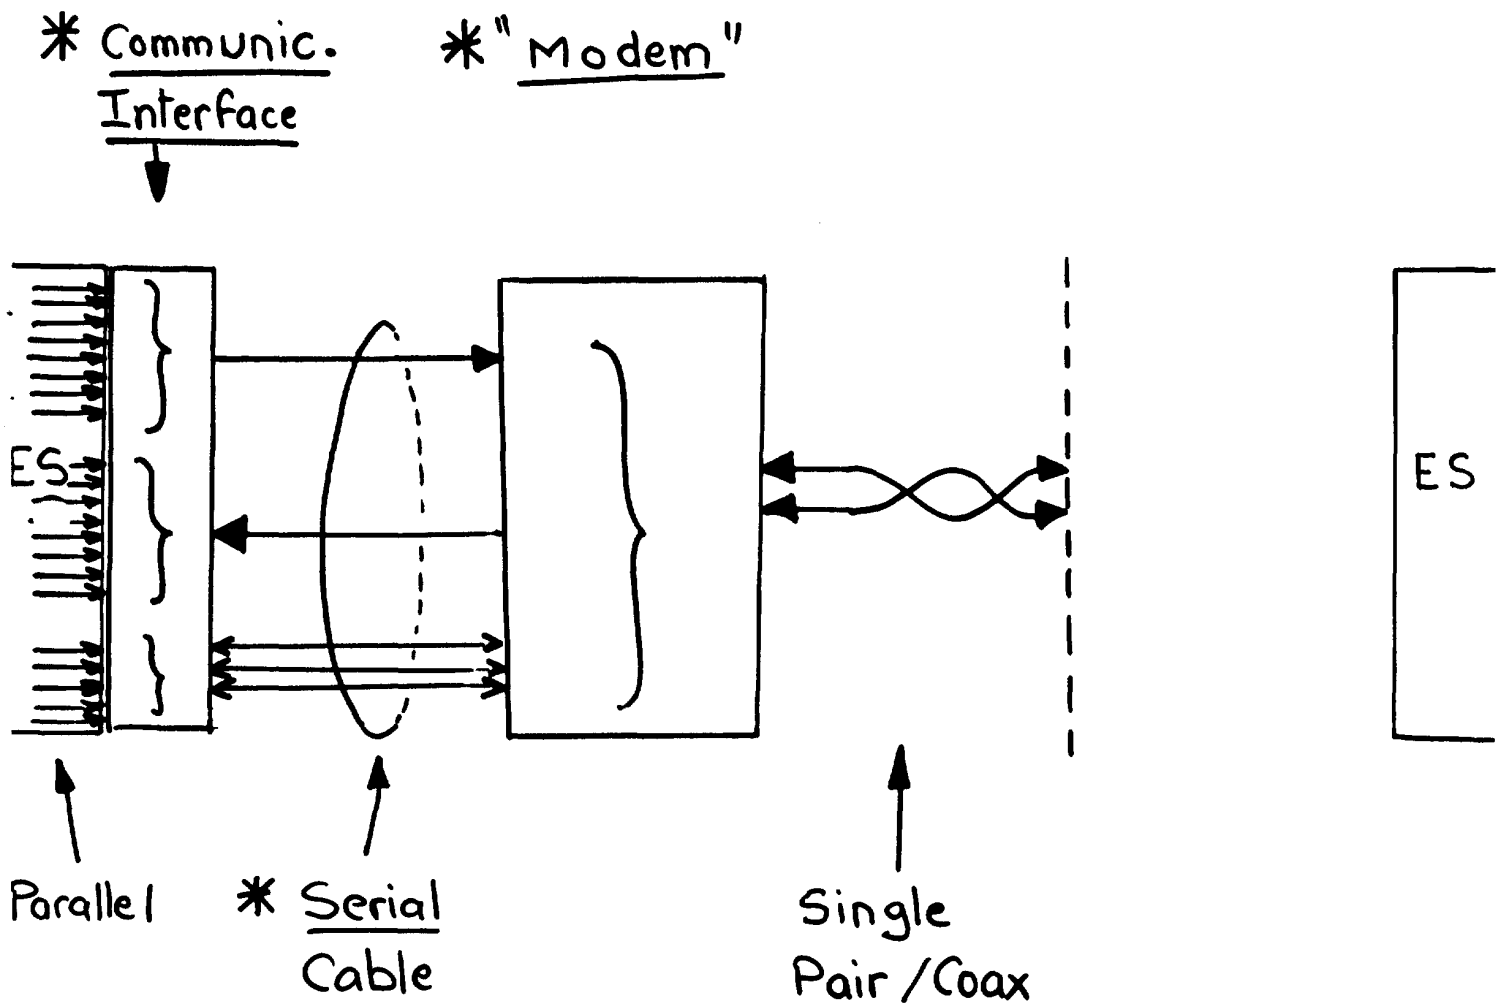 * Communic.
Interface
* "Modem"
ES
ES
Parallel
* Serial
Cable
Single
Pair / Coax